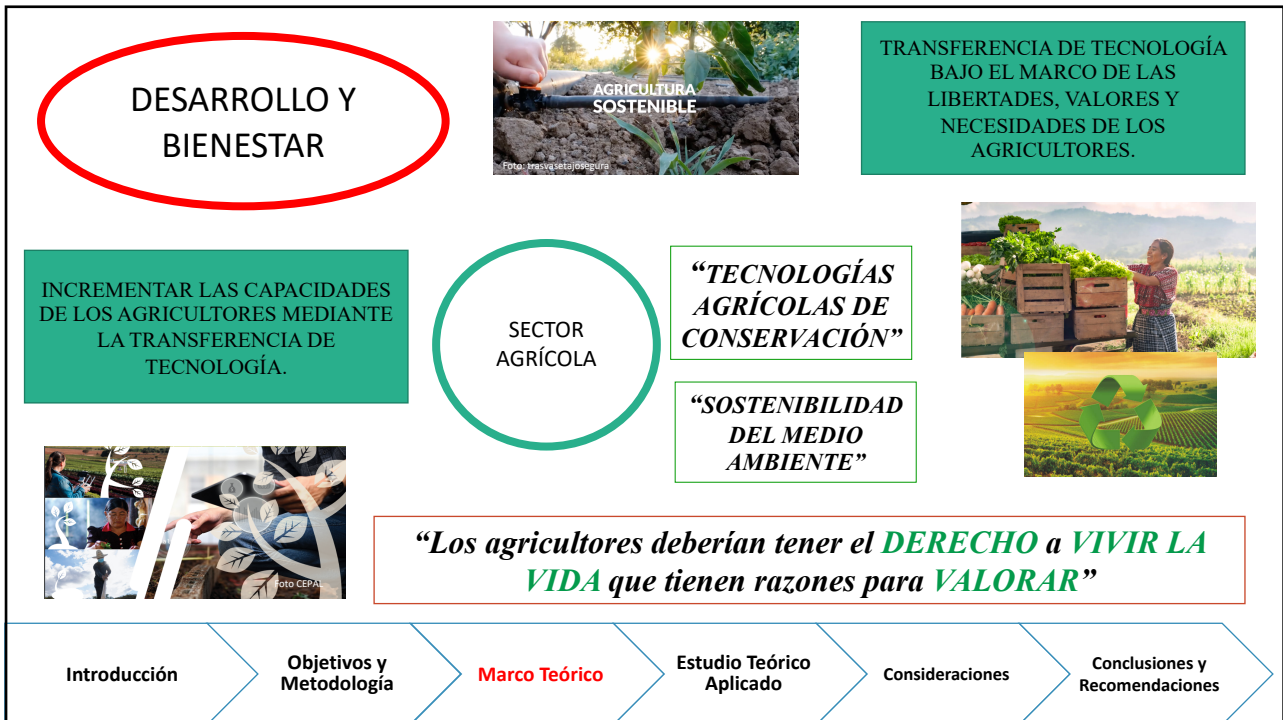 DESARROLLO Y
BIENESTAR
AGRICULTURA
SOSTENIBLE
Foto: trasvasetajosegura
TRANSFERENCIA DE TECNOLOGÍA
BAJO EL MARCO DE LAS
LIBERTADES, VALORES Y
NECESIDADES DE LOS
AGRICULTORES.
INCREMENTAR LAS CAPACIDADES
DE LOS AGRICULTORES MEDIANTE
LA TRANSFERENCIA DE
TECNOLOGÍA.
SECTOR
AGRÍCOLA
“TECNOLOGÍAS
AGRÍCOLAS DE
CONSERVACIÓN”
“SOSTENIBILIDAD
DEL MEDIO
AMBIENTE”
Foto CEPAL
“Los agricultores deberían tener el DERECHO a VIVIR LA
VIDA que tienen razones para VALORAR”
Introducción
Objetivos y
Metodología
Marco Teórico
Estudio Teórico
Aplicado
Consideraciones
Conclusiones y
Recomendaciones